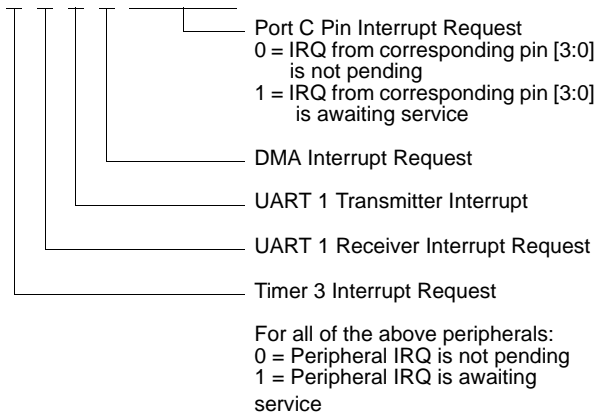 Port C Pin Interrupt Request
0 = IRQ from corresponding pin [3:0]
is not pending
1 = IRQ from corresponding pin [3:0]
is awaiting service
DMA Interrupt Request
UART 1 Transmitter Interrupt
UART 1 Receiver Interrupt Request
Timer 3 Interrupt Request
For all of the above peripherals:
0 = Peripheral IRQ is not pending
1 = Peripheral IRQ is awaiting
service